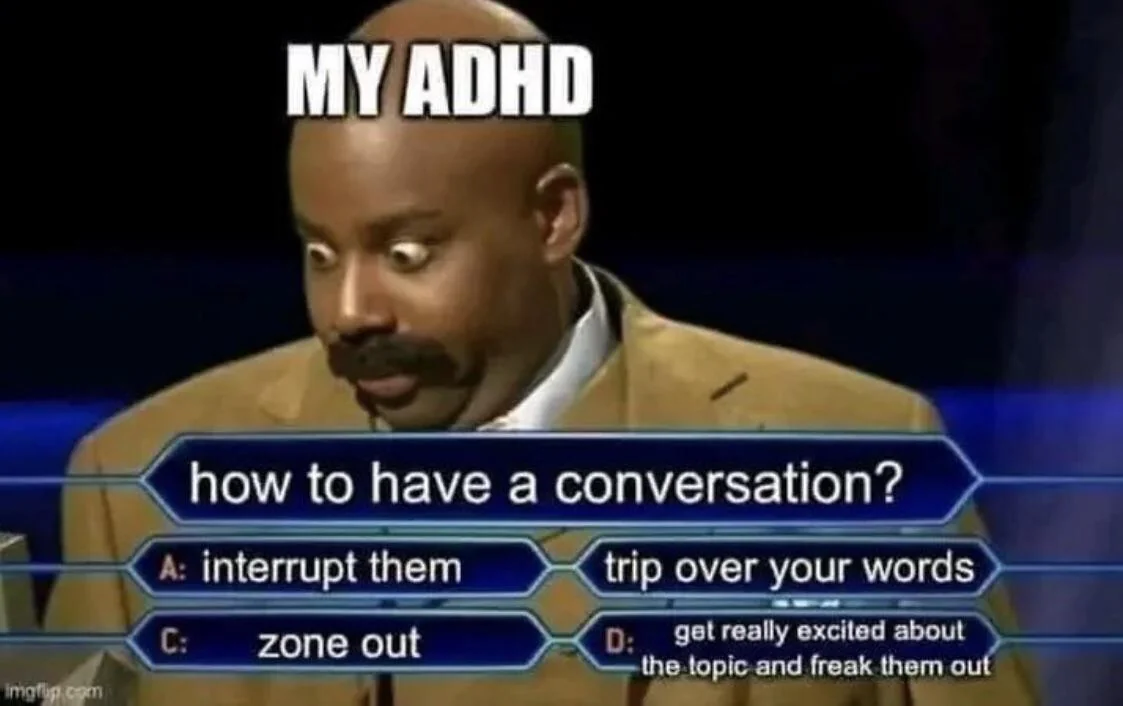 MY ADHD
how to have a conversation?
A: interrupt them
trip over your words
C: zone out
D: get really excited about
the topic and freak them out
imgflip.com